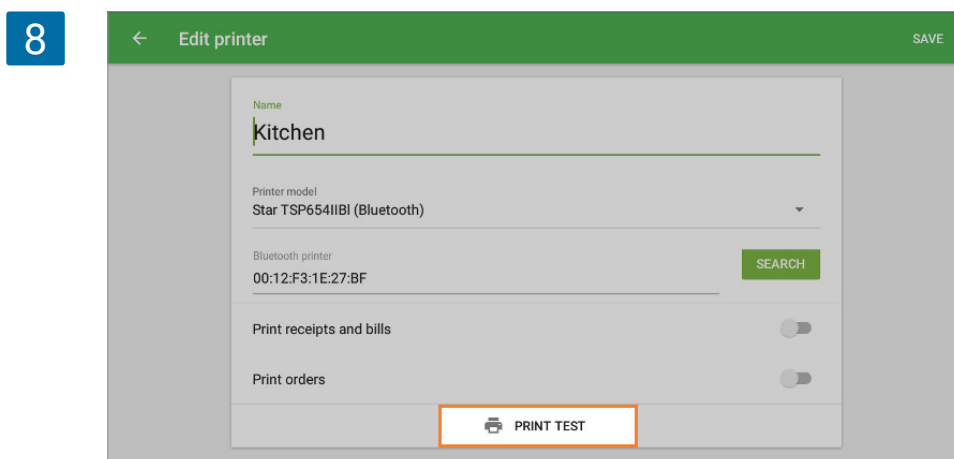 8
Edit printer
SAVE
Name
Kitchen
Printer model
Star TSP654IIBI (Bluetooth)
Bluetooth printer
00:12:F3:1E:27:BF
SEARCH
Print receipts and bills
Print orders
PRINT TEST